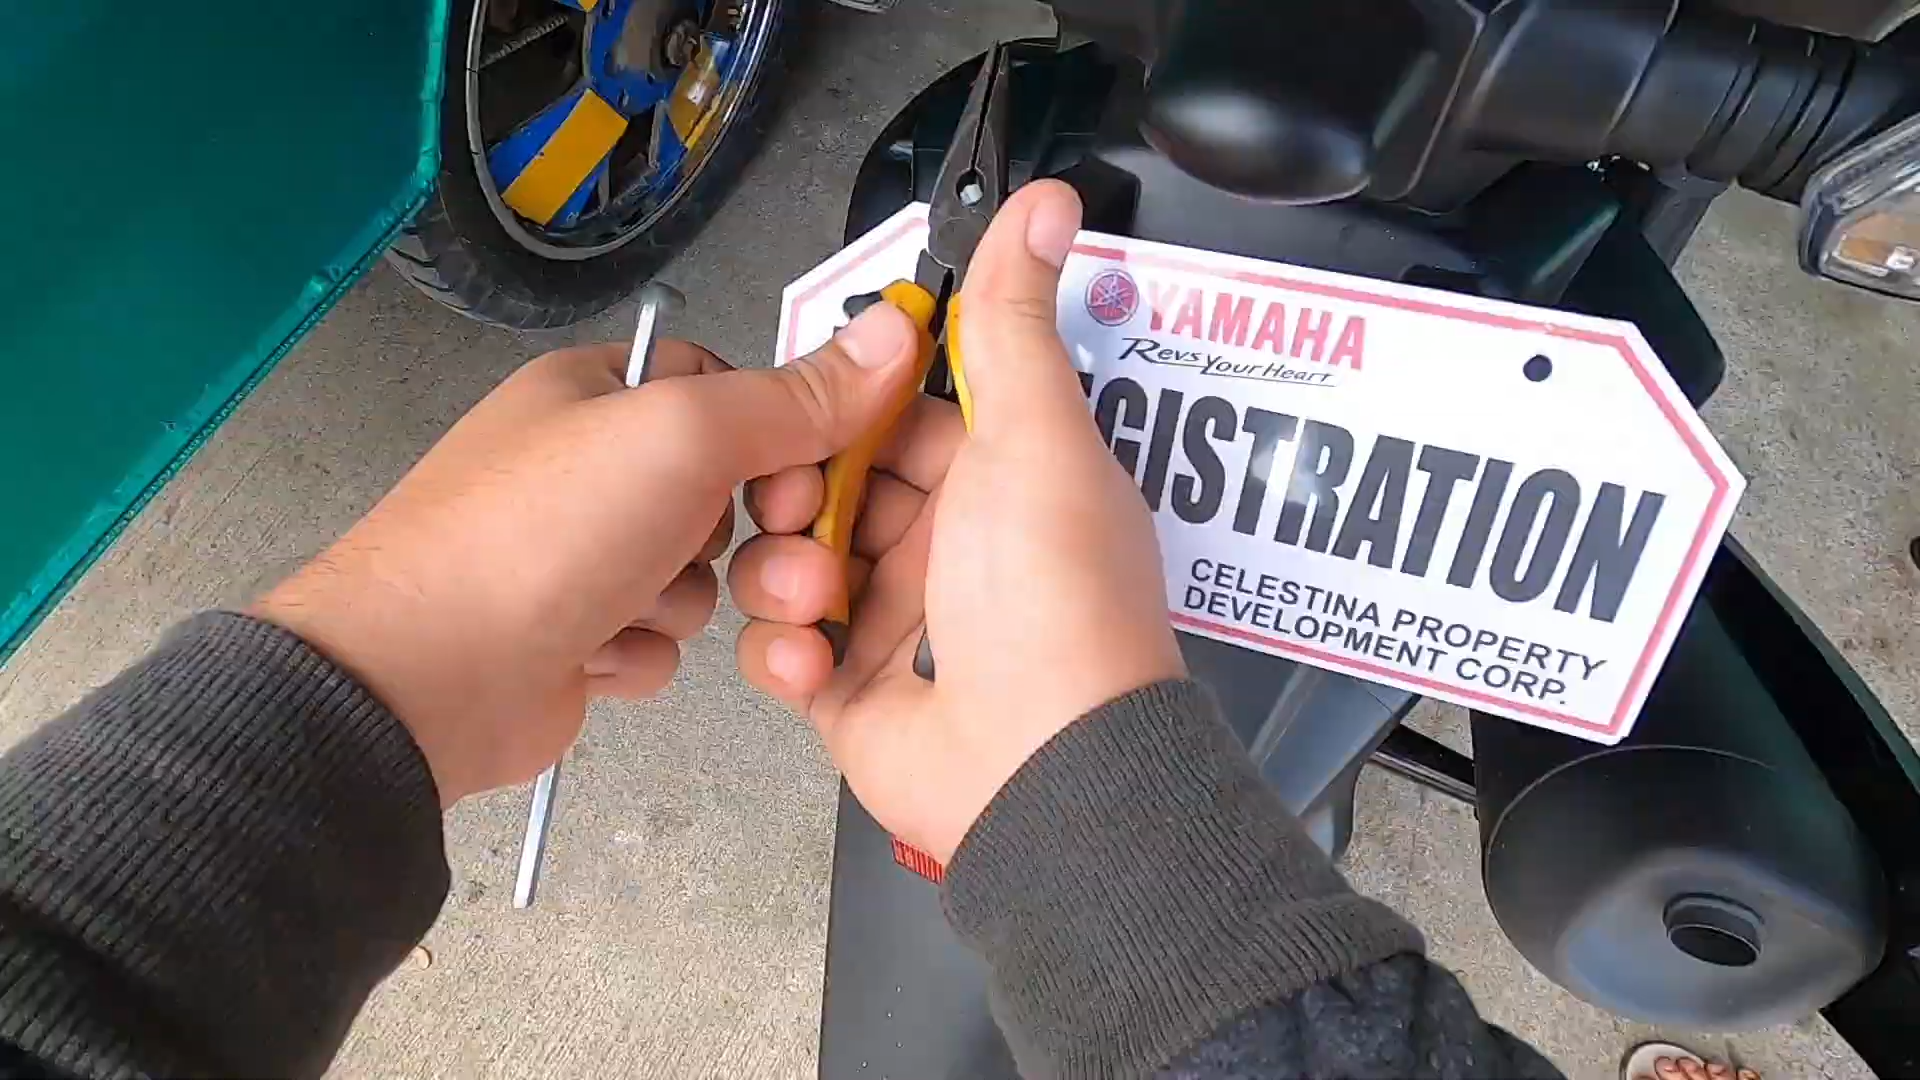 YAMAHA
Revs Your Heart
GISTRATION
CELESTINA PROPERTY
DEVELOPMENT CORP.